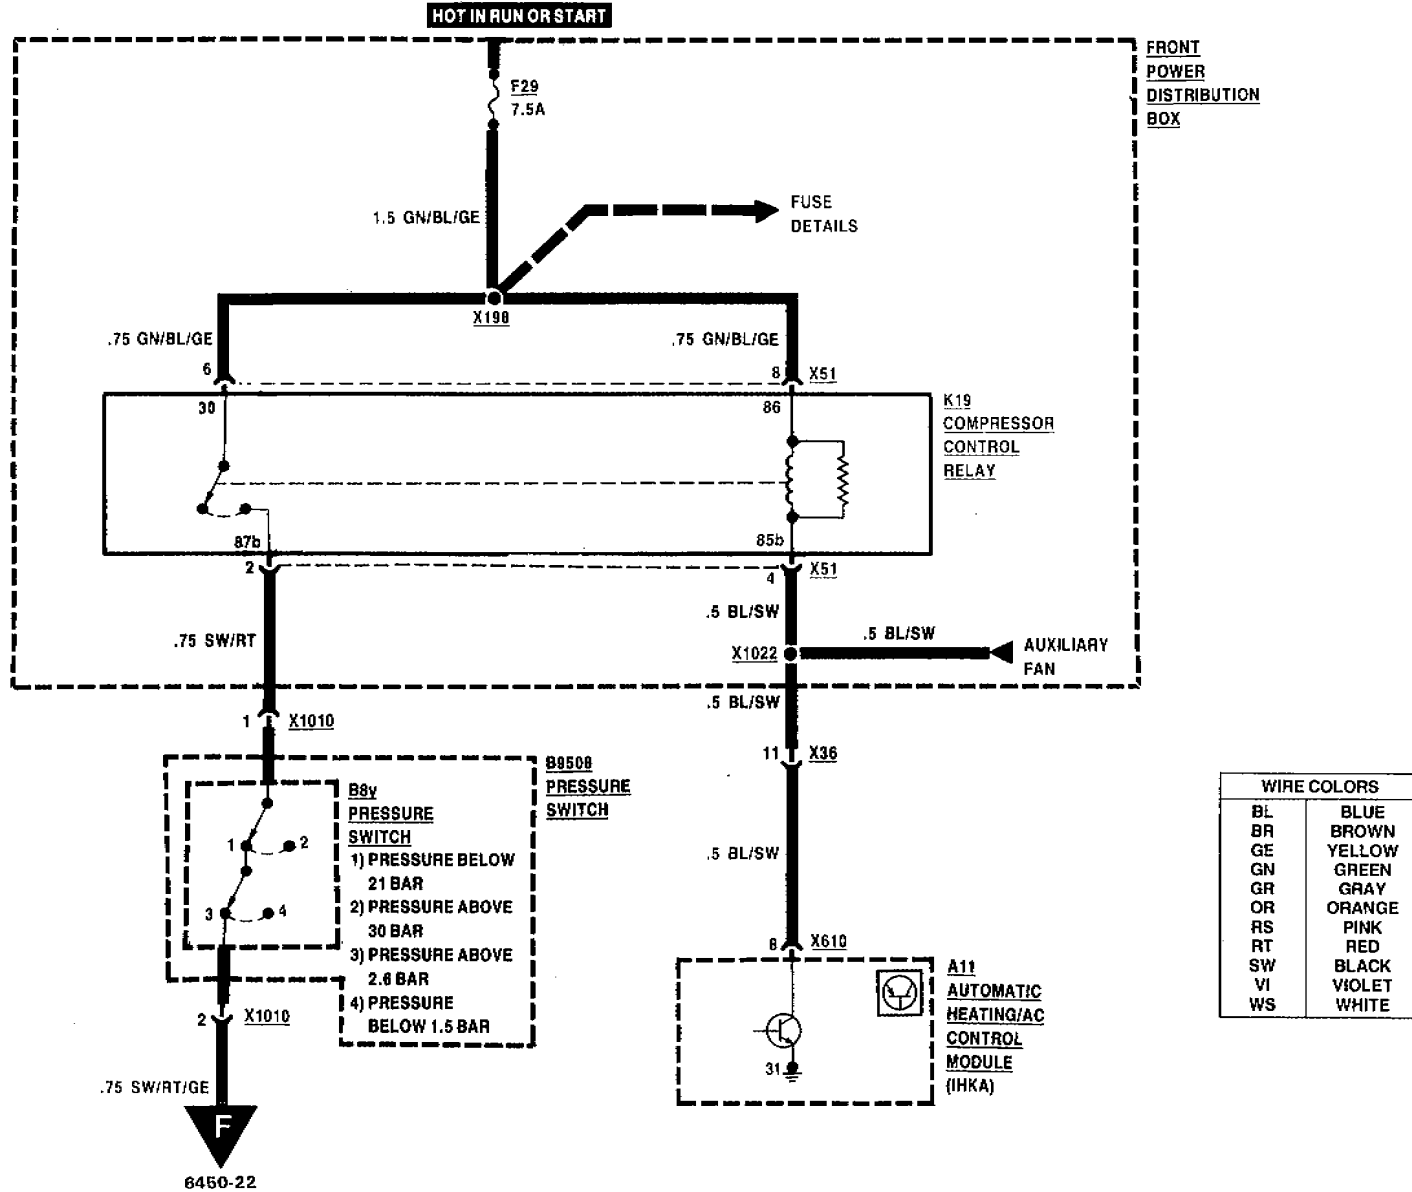 HOT IN RUN OR START
FRONT
POWER
DISTRIBUTION
BOX
F29
7.5A
1.5 GN/BL/GE
FUSE
DETAILS
X198
.75 GN/BL/GE
.75 GN/BL/GE
6
8
X51
30
86
K19
COMPRESSOR
CONTROL
RELAY
87b
85b
2
4
X51
.5 BL/SW
.75 SW/RT
X1022
.5 BL/SW
AUXILIARY
FAN
.5 BL/SW
1
X1010
11
X36
B9508
PRESSURE
SWITCH
B8y
PRESSURE
SWITCH
1) PRESSURE BELOW
21 BAR
2) PRESSURE ABOVE
30 BAR
3) PRESSURE ABOVE
2.6 BAR
4) PRESSURE
BELOW 1.5 BAR
1
2
3
4
.5 BL/SW
8
X610
2
X1010
A11
AUTOMATIC
HEATING/AC
CONTROL
MODULE
(IHKA)
31
.75 SW/RT/GE
F
6450-22
WIRE COLORS
BL BLUE
BR BROWN
GE YELLOW
GN GREEN
GR GRAY
OR ORANGE
RS PINK
RT RED
SW BLACK
VI VIOLET
WS WHITE